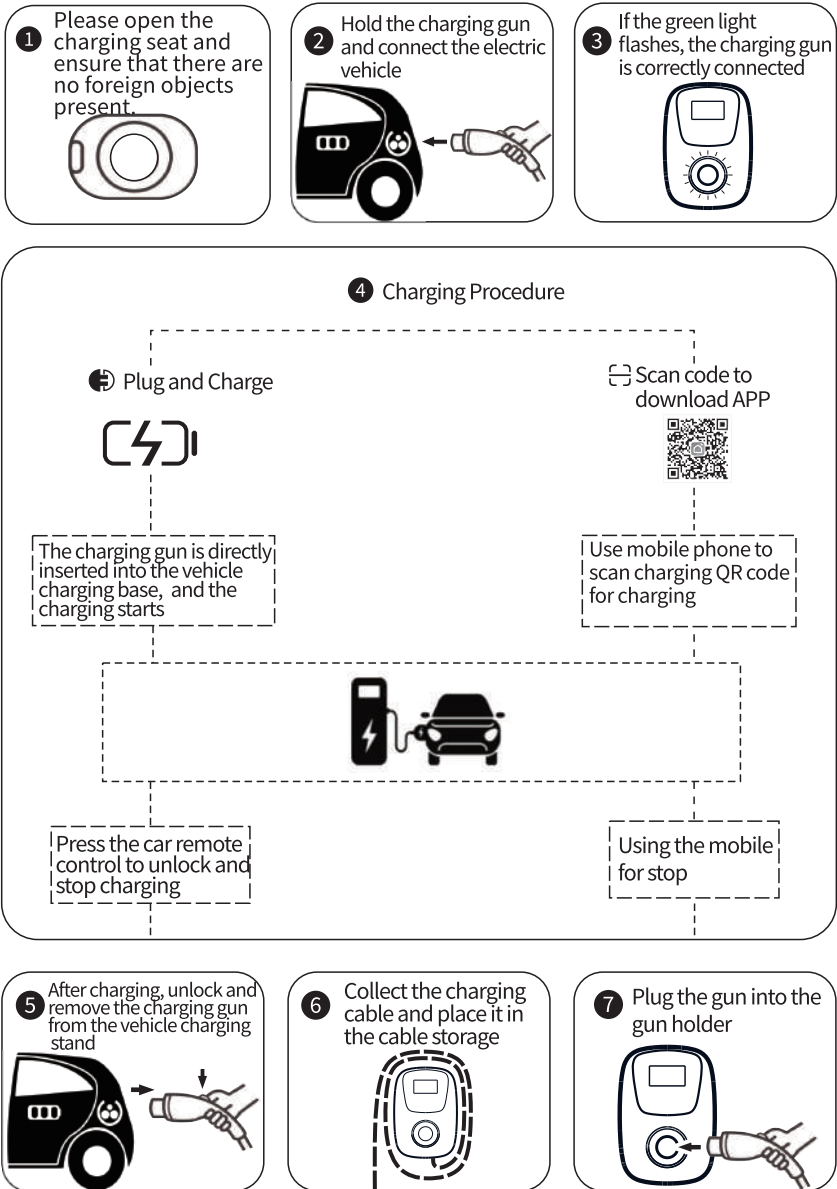 1
Please open the
charging seat and
ensure that there are
no foreign objects
present.
2
Hold the charging gun
and connect the electric
vehicle
3
If the green light
flashes, the charging gun
is correctly connected
4 Charging Procedure
Plug and Charge
Scan code to
download APP
The charging gun is directly
inserted into the vehicle
charging base, and the
charging starts
Use mobile phone to
scan charging QR code
for charging
Press the car remote
control to unlock and
stop charging
Using the mobile
for stop
5
After charging, unlock and
remove the charging gun
from the vehicle charging
stand
6
Collect the charging
cable and place it in
the cable storage
7
Plug the gun into the
gun holder